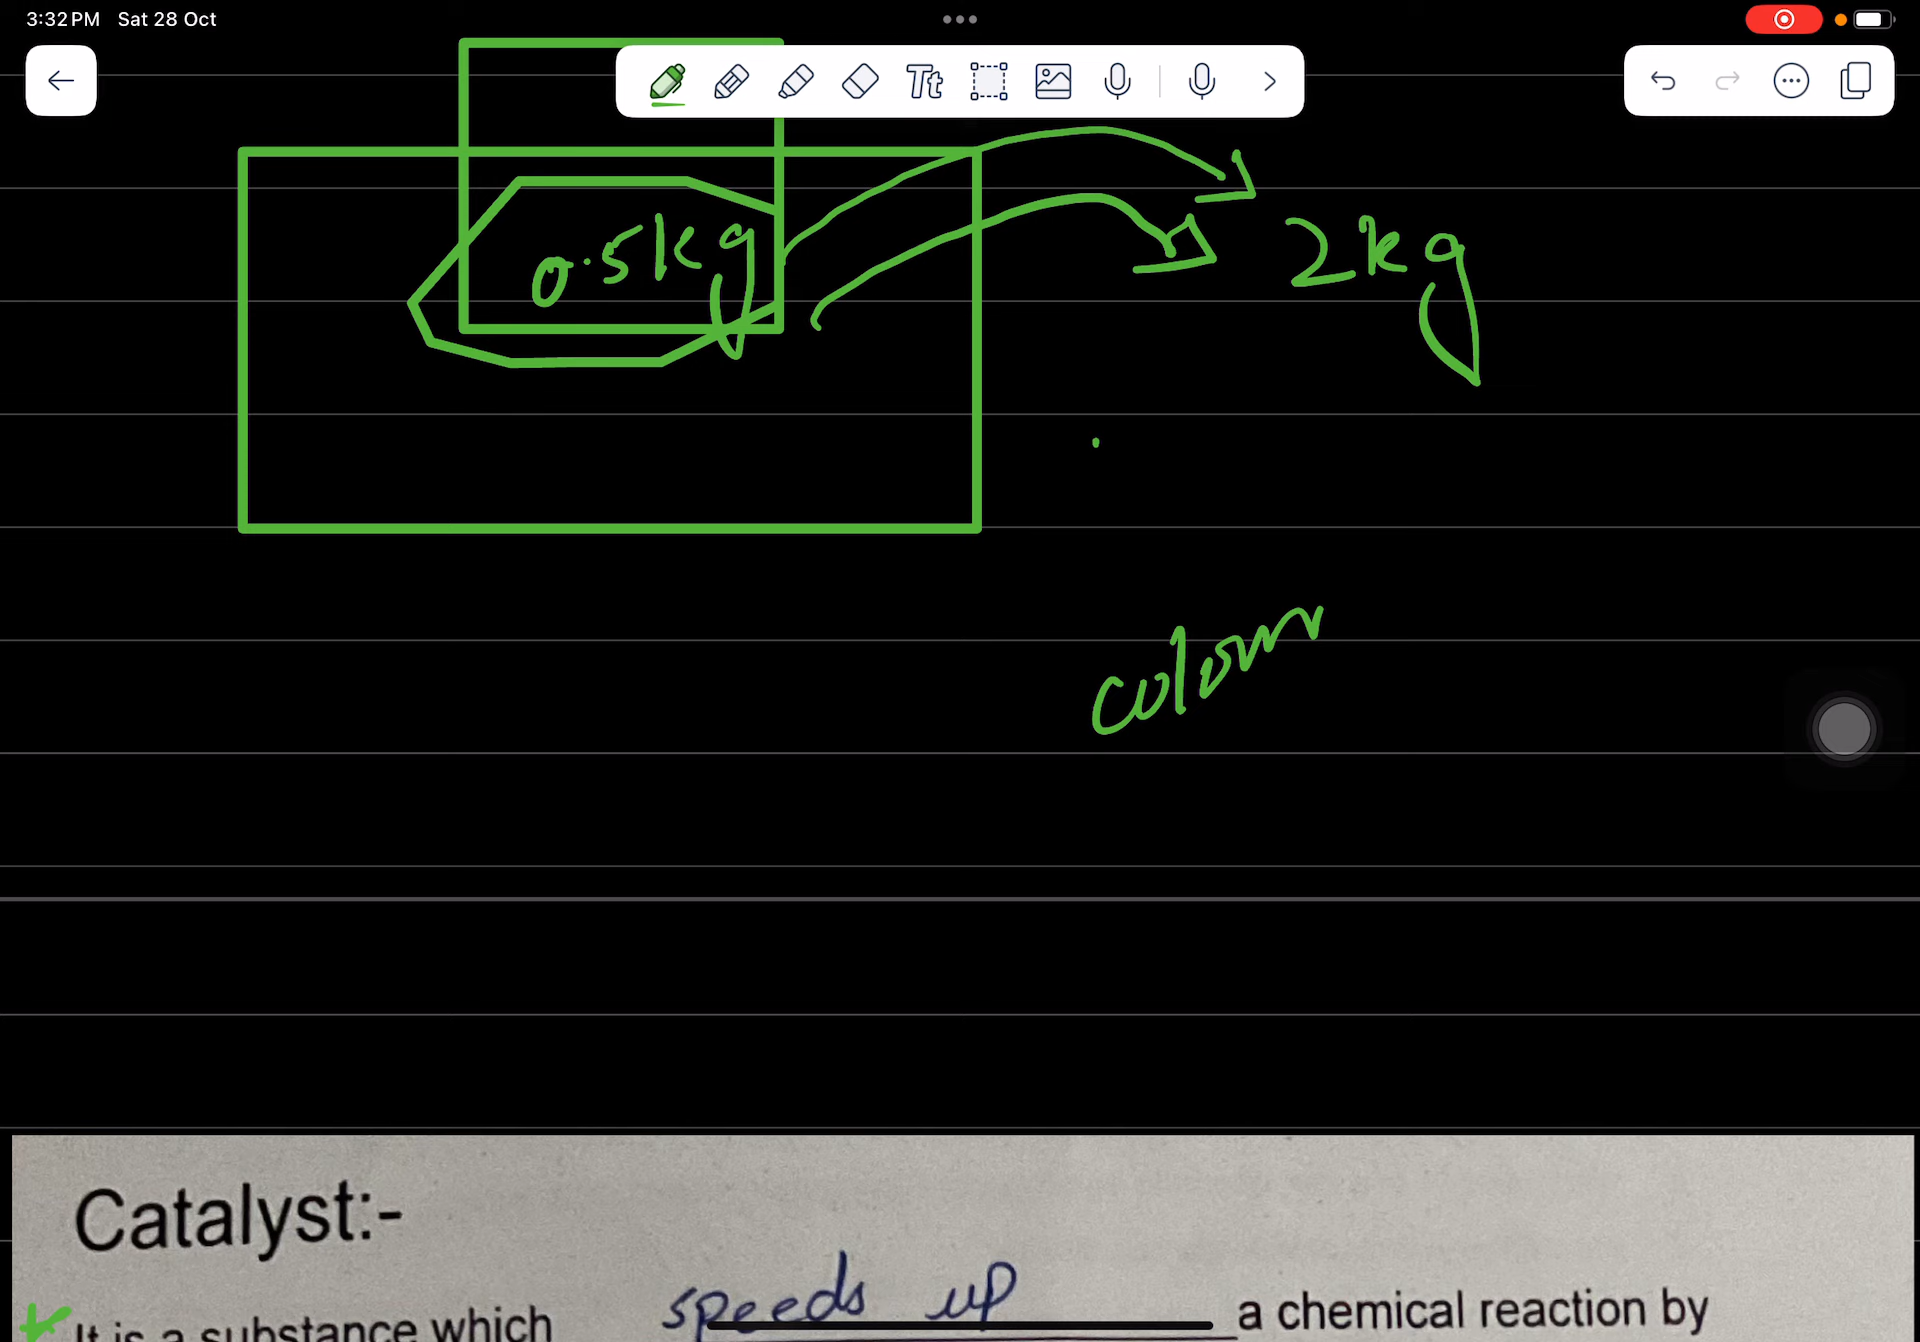 3:32 PM Sat 28 Oct
Tt
0.5kg
2kg
colour
Catalyst:-
It is a substance which speeds up a chemical reaction by